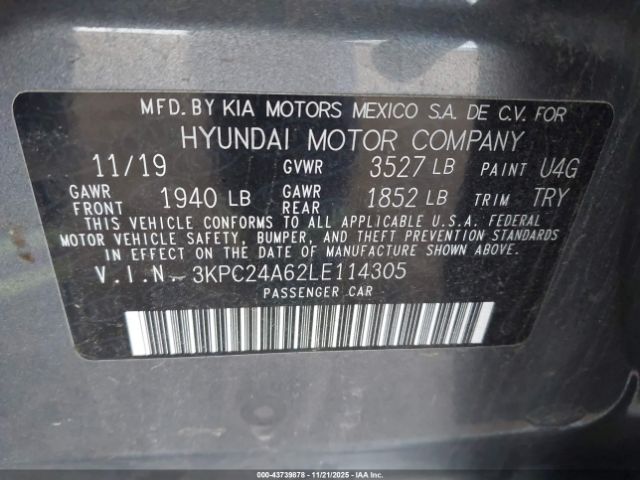 MFD. BY KIA MOTORS MEXICO S.A. DE C.V. FOR
HYUNDAI MOTOR COMPANY
11/19 GVWR 3527 LB PAINT U4G
GAWR FRONT 1940 LB GAWR REAR 1852 LB TRIM TRY
THIS VEHICLE CONFORMS TO ALL APPLICABLE U.S.A. FEDERAL
MOTOR VEHICLE SAFETY, BUMPER, AND THEFT PREVENTION STANDARDS
IN EFFECT ON THE DATE OF MANUFACTURE SHOWN ABOVE.
V.I.N- 3KPC24A62LE114305
PASSENGER CAR
000-43739878 - 11/21/2025 - IAAI.COM